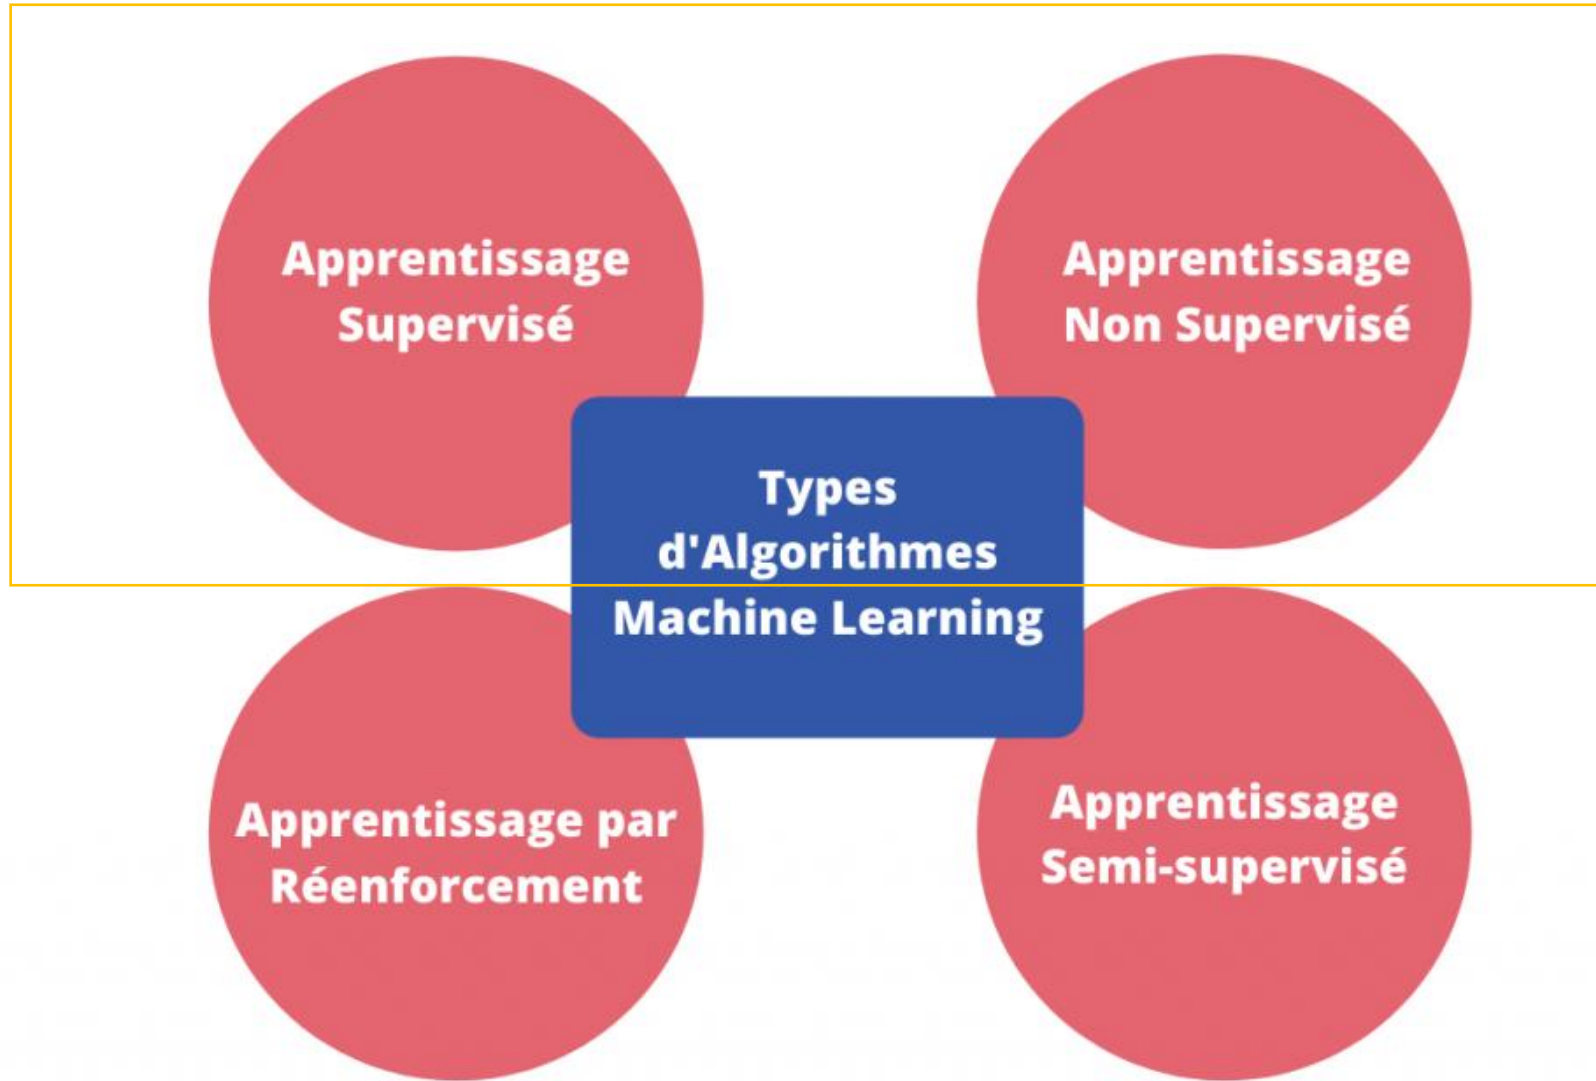 Apprentissage
Supervisé
Apprentissage
Non Supervisé
Types
d'Algorithmes
Machine Learning
Apprentissage par
Réenforcement
Apprentissage
Semi-supervisé